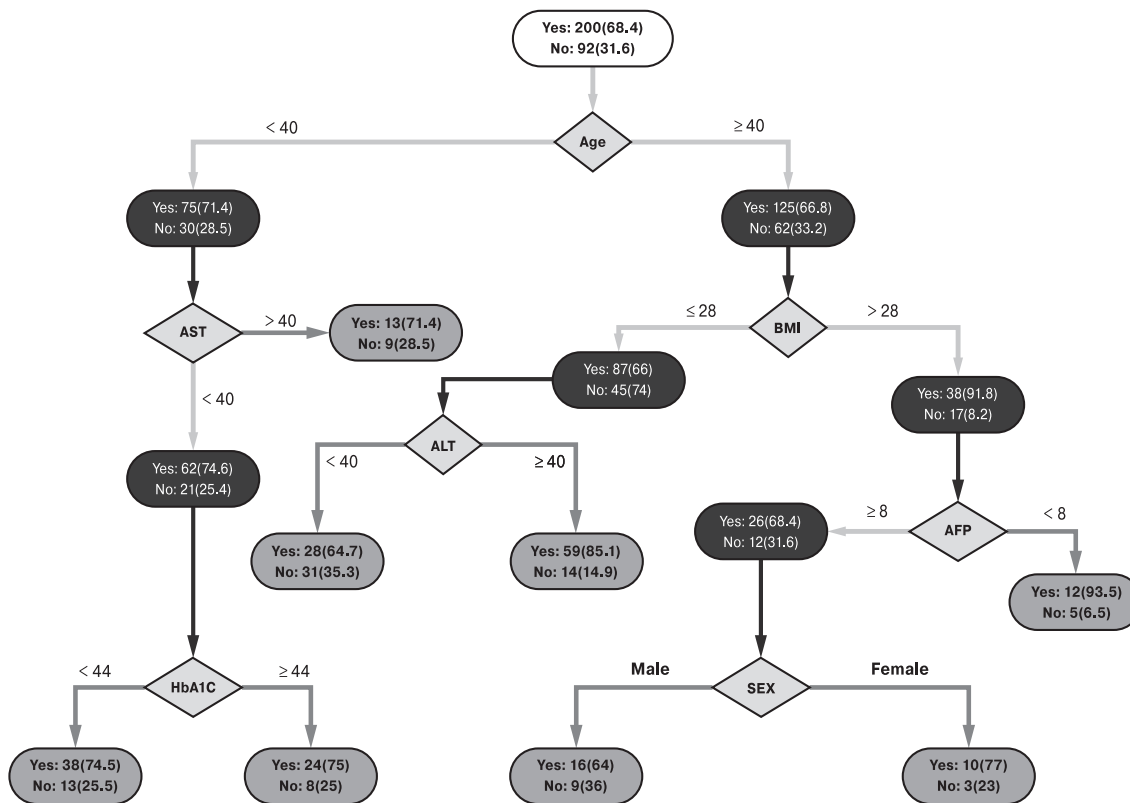 Yes: 200(68.4)
No: 92(31.6)
< 40
Age
≥ 40
Yes: 75(71.4)
No: 30(28.5)
Yes: 125(66.8)
No: 62(33.2)
AST
> 40
Yes: 13(71.4)
No: 9(28.5)
≤ 28
BMI
> 28
< 40
Yes: 87(66)
No: 45(74)
Yes: 38(91.8)
No: 17(8.2)
< 40
ALT
≥ 40
Yes: 62(74.6)
No: 21(25.4)
Yes: 28(64.7)
No: 31(35.3)
Yes: 59(85.1)
No: 14(14.9)
Yes: 26(68.4)
No: 12(31.6)
≥ 8
AFP
< 8
Yes: 12(93.5)
No: 5(6.5)
< 44
HbA1C
≥ 44
Male
SEX
Female
Yes: 38(74.5)
No: 13(25.5)
Yes: 24(75)
No: 8(25)
Yes: 16(64)
No: 9(36)
Yes: 10(77)
No: 3(23)